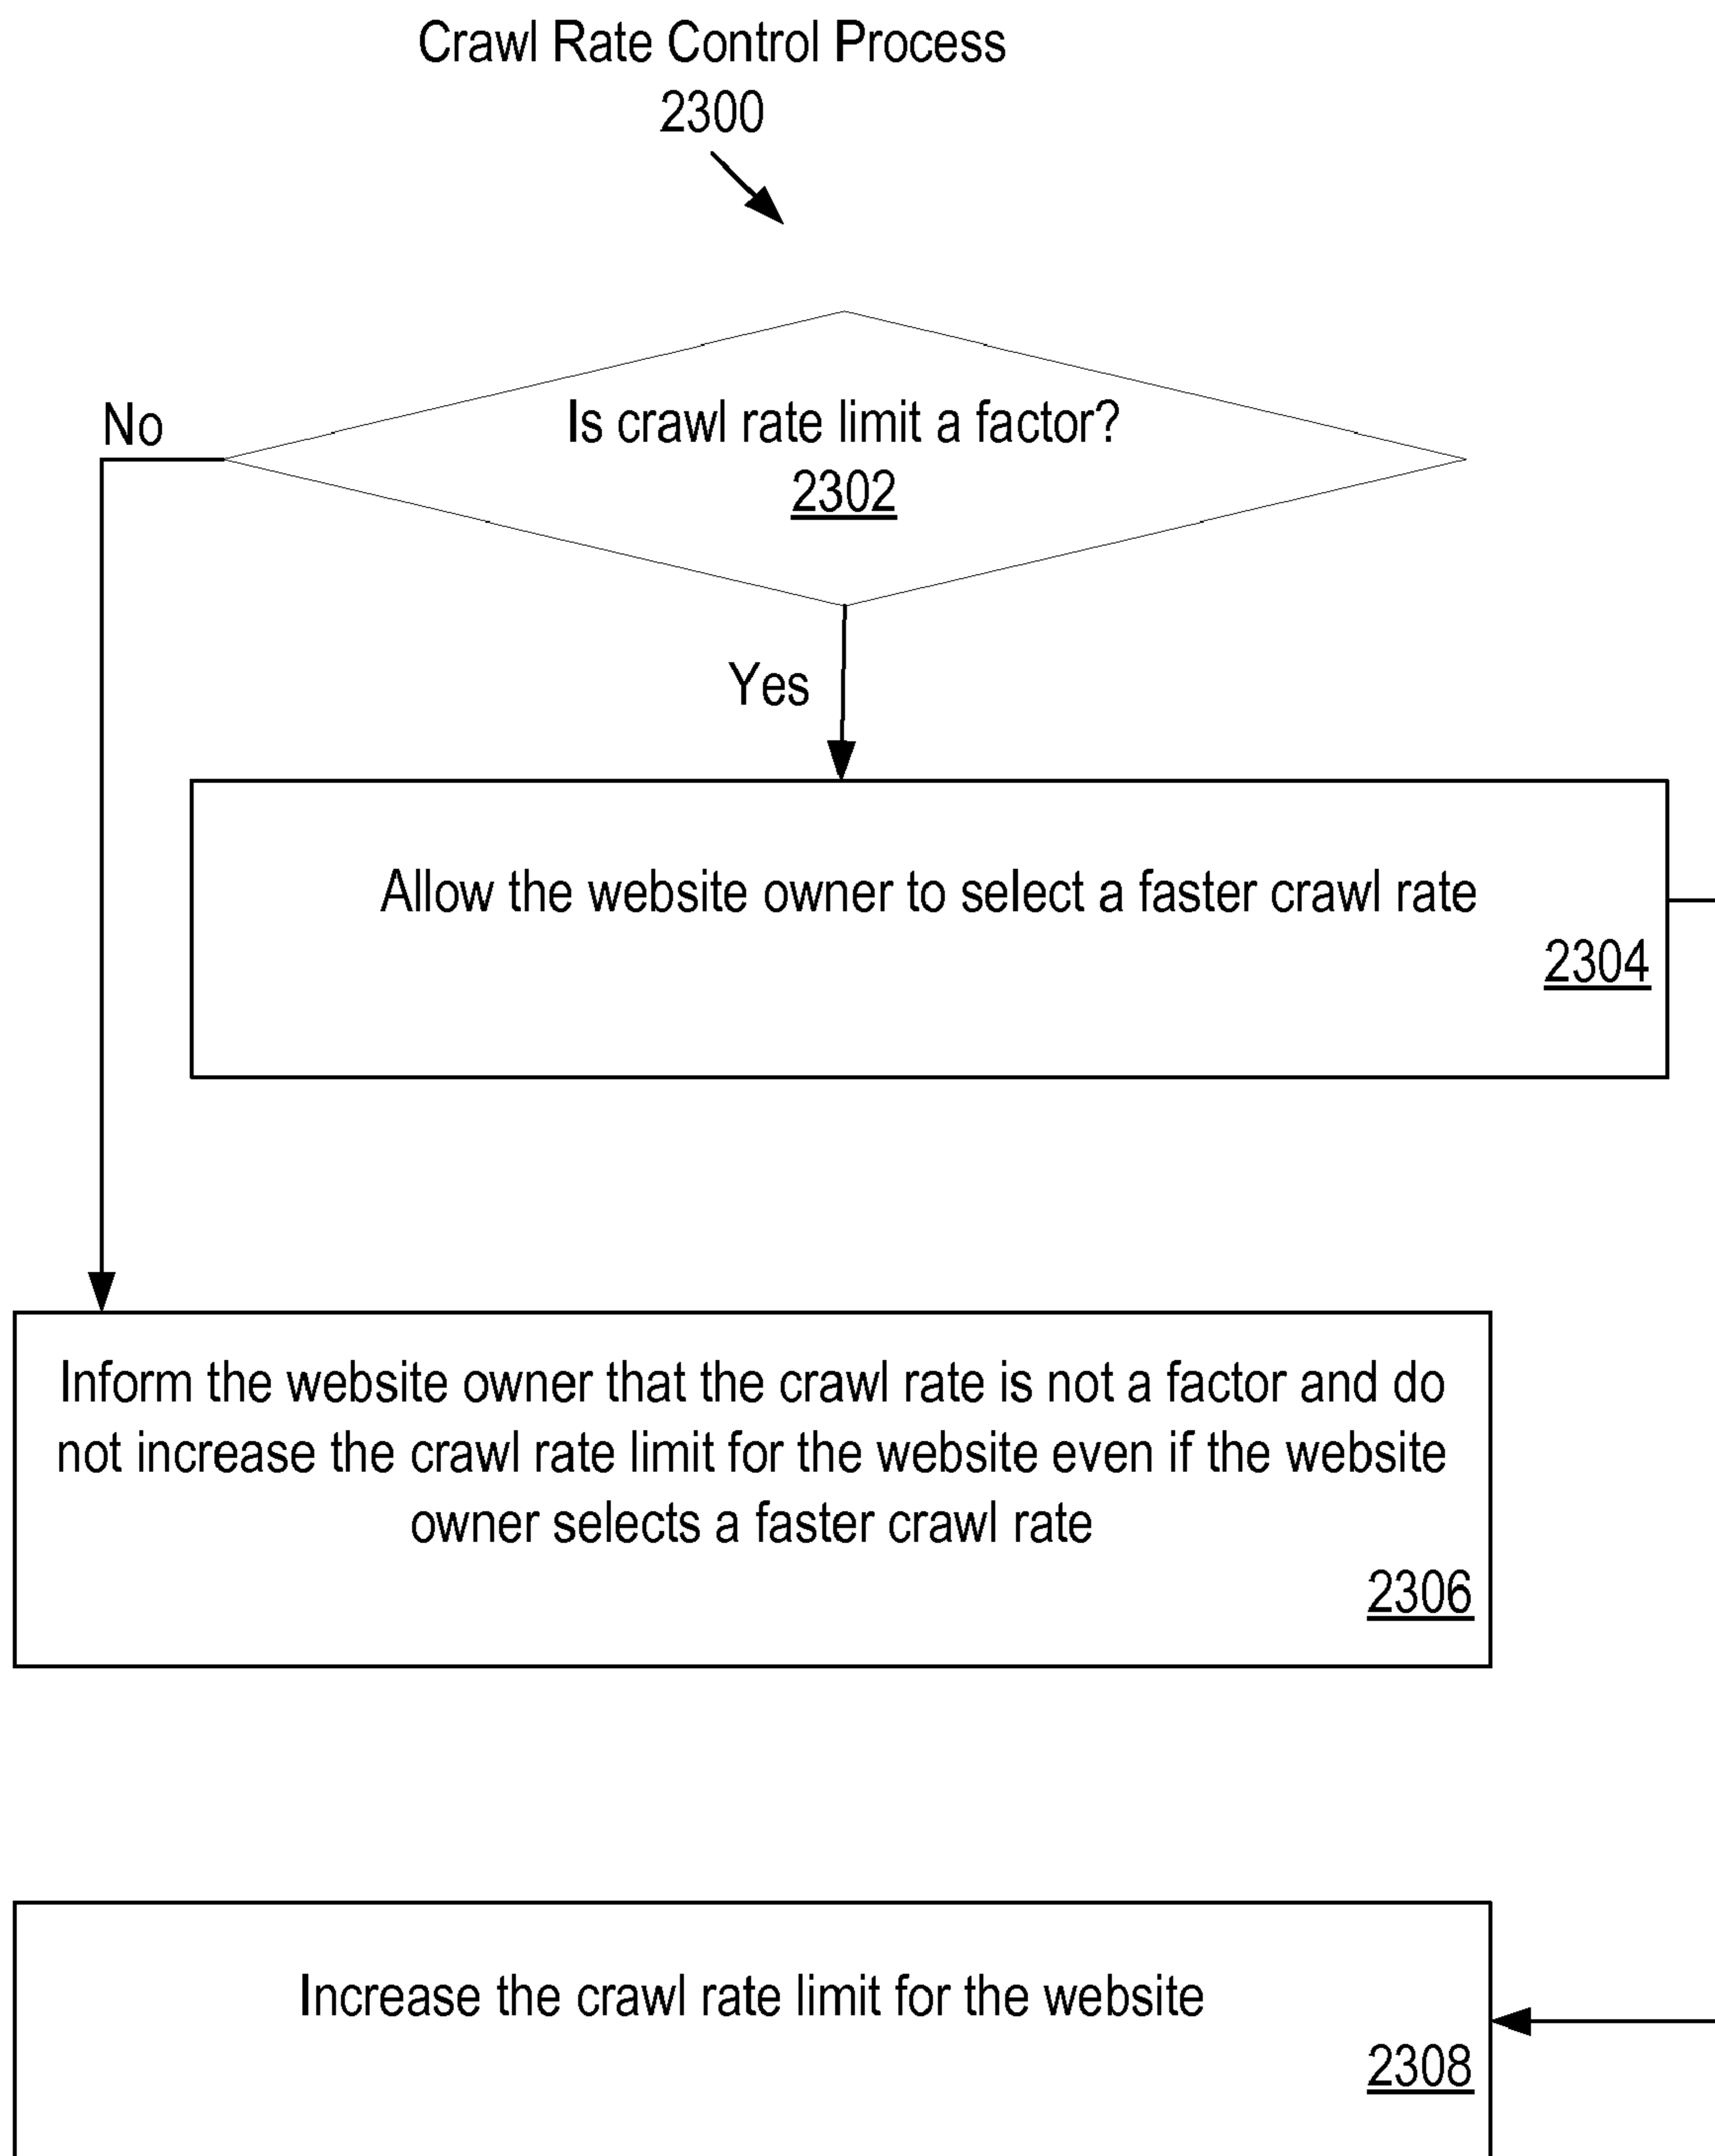 Crawl Rate Control Process
2300
No
Is crawl rate limit a factor?
2302
Yes
Allow the website owner to select a faster crawl rate
2304
Inform the website owner that the crawl rate is not a factor and do
not increase the crawl rate limit for the website even if the website
owner selects a faster crawl rate
2306
Increase the crawl rate limit for the website
2308